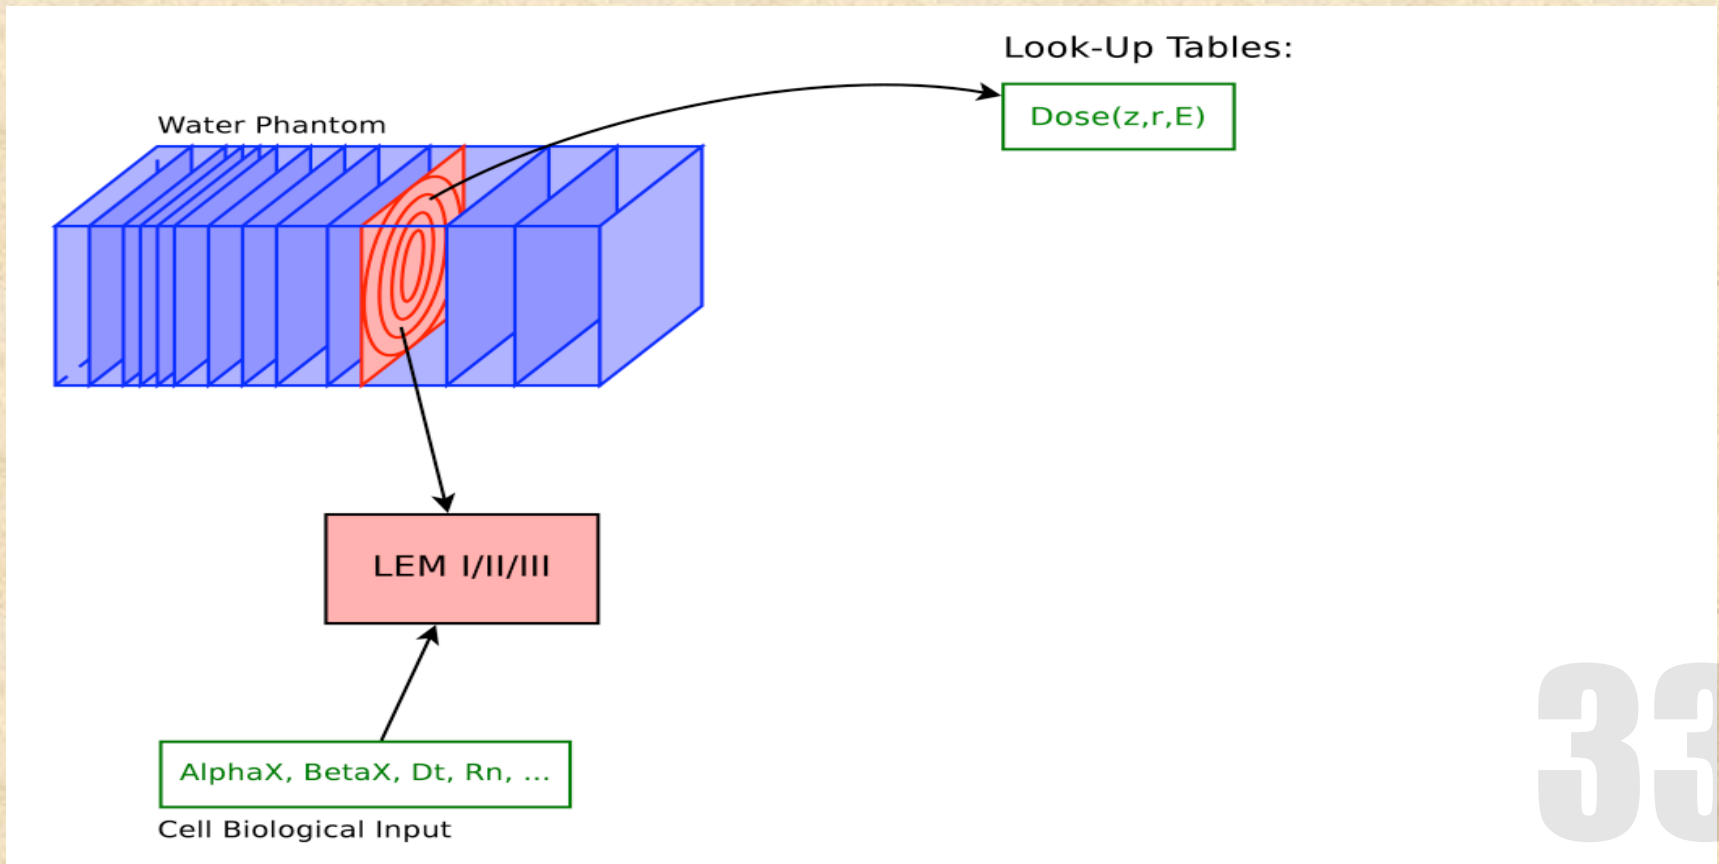 Look-Up Tables:
Dose(z,r,E)
Water Phantom
LEM I/II/III
AlphaX, BetaX, Dt, Rn, ...
Cell Biological Input
33